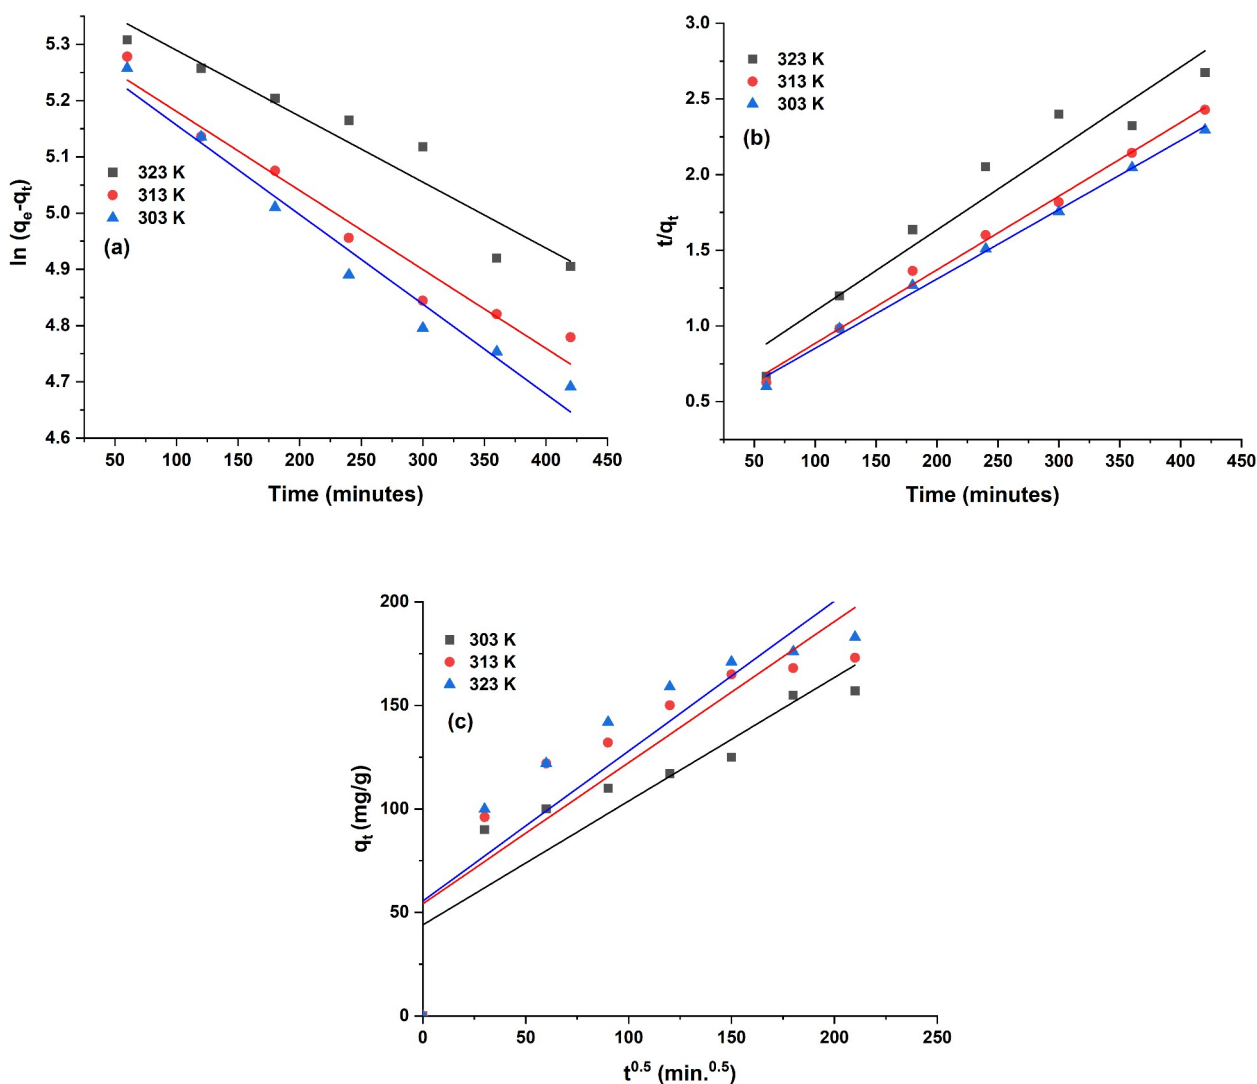 5.3
5.2
5.1
5.0
4.9
4.8
4.7
4.6
ln (qe-qt)
323 K
313 K
303 K
(a)
50 100 150 200 250 300 350 400 450
Time (minutes)
3.0
2.5
2.0
1.5
1.0
0.5
t/qt
323 K
313 K
303 K
(b)
50 100 150 200 250 300 350 400 450
Time (minutes)
200
150
100
50
0
qt (mg/g)
303 K
313 K
323 K
(c)
0 50 100 150 200 250
t0.5 (min.0.5)